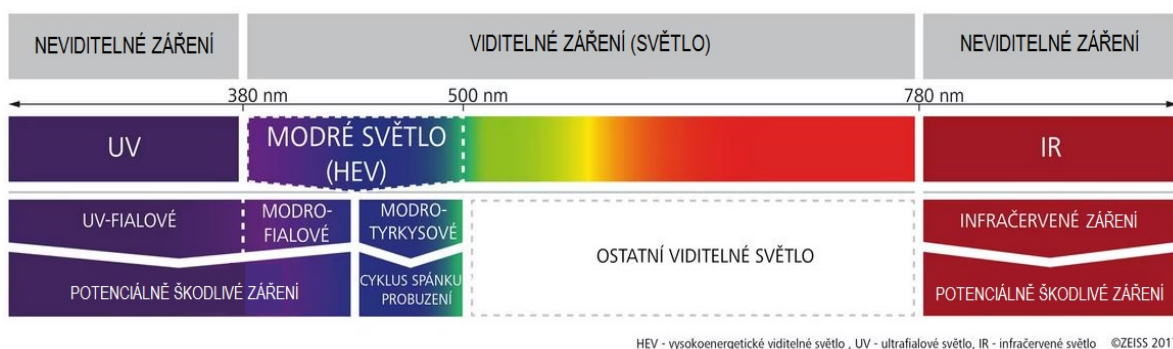 NEVIDITELNÉ ZÁŘENÍ
VIDITELNÉ ZÁŘENÍ (SVĚTLO)
NEVIDITELNÉ ZÁŘENÍ
380 nm
500 nm
780 nm
UV
MODRÉ SVĚTLO
(HEV)
IR
UV-FIALOVÉ
MODRO-
FIALOVÉ
MODRO-
TYRKYSOVÉ
OSTATNÍ VIDITELNÉ SVĚTLO
INFRAČERVENÉ ZÁŘENÍ
POTENCIÁLNĚ ŠKODLIVÉ ZÁŘENÍ
CYKLUS SPÁNKU
PROBUZENÍ
POTENCIÁLNĚ ŠKODLIVÉ ZÁŘENÍ
HEV - vysokoenergetické viditelné světlo , UV - ultrafialové světlo, IR - infračervené světlo ©ZEISS